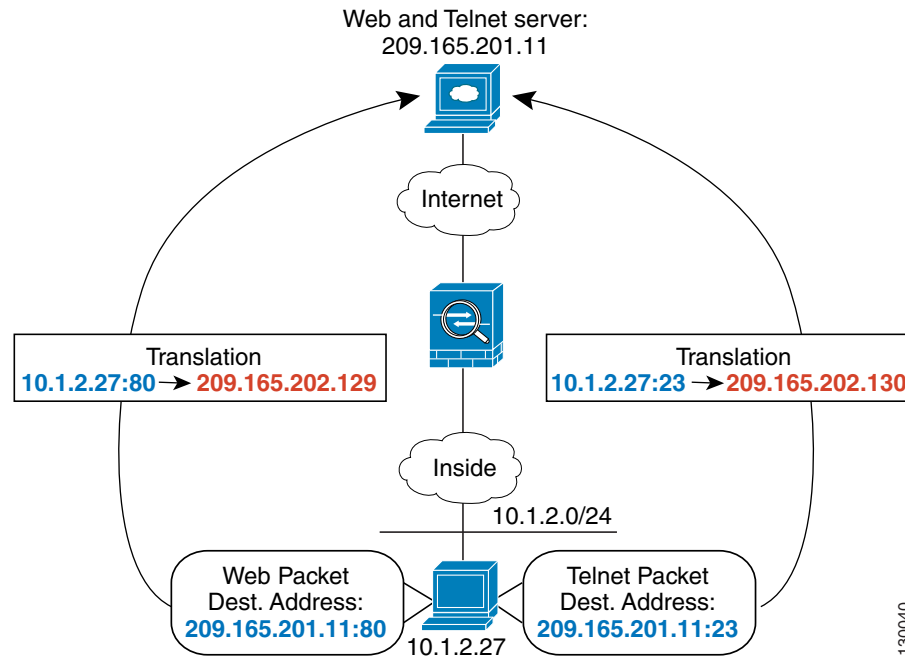 Web and Telnet server:
209.165.201.11
Internet
Translation
10.1.2.27:80 → 209.165.202.129
Translation
10.1.2.27:23 → 209.165.202.130
Inside
10.1.2.0/24
Web Packet
Dest. Address:
209.165.201.11:80
Telnet Packet
Dest. Address:
209.165.201.11:23
10.1.2.27
130040